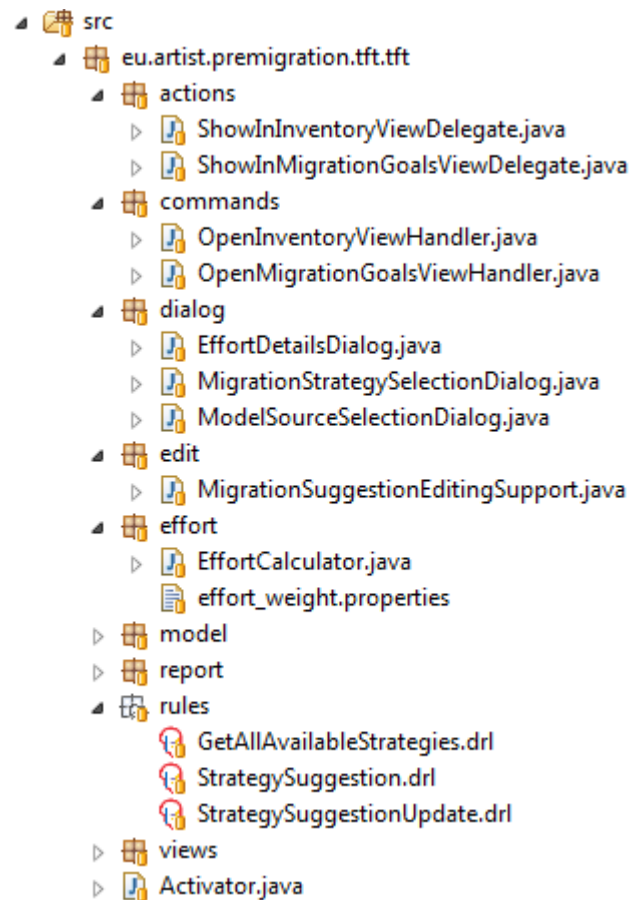 src
eu.artist.premigration.tft.tft
actions
ShowInInventoryViewDelegate.java
ShowInMigrationGoalsViewDelegate.java
commands
OpenInventoryViewHandler.java
OpenMigrationGoalsViewHandler.java
dialog
EffortDetailsDialog.java
MigrationStrategySelectionDialog.java
ModelSourceSelectionDialog.java
edit
MigrationSuggestionEditingSupport.java
effort
EffortCalculator.java
effort_weight.properties
model
report
rules
GetAllAvailableStrategies.drl
StrategySuggestion.drl
StrategySuggestionUpdate.drl
views
Activator.java